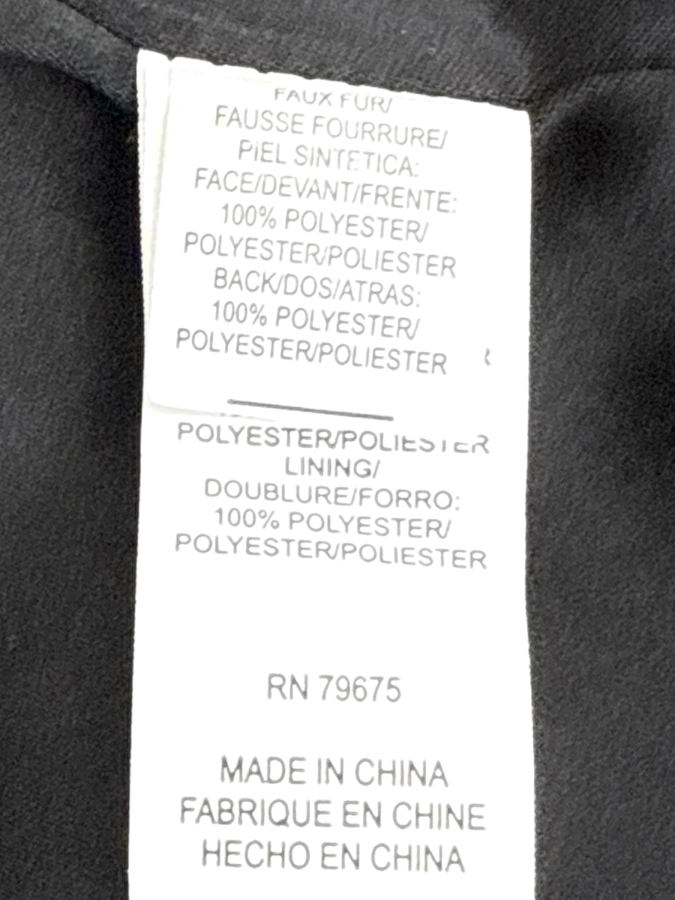 FAUX FUR/
FAUSSE FOURRURE/
PIEL SINTETICA:
FACE/DEVANT/FRENTE:
100% POLYESTER/
POLYESTER/POLIESTER
BACK/DOS/ATRAS:
100% POLYESTER/
POLYESTER/POLIESTER
POLYESTER/POLIESTER
LINING/
DOUBLURE/FORRO:
100% POLYESTER/
POLYESTER/POLIESTER
RN 79675
MADE IN CHINA
FABRIQUE EN CHINE
HECHO EN CHINA